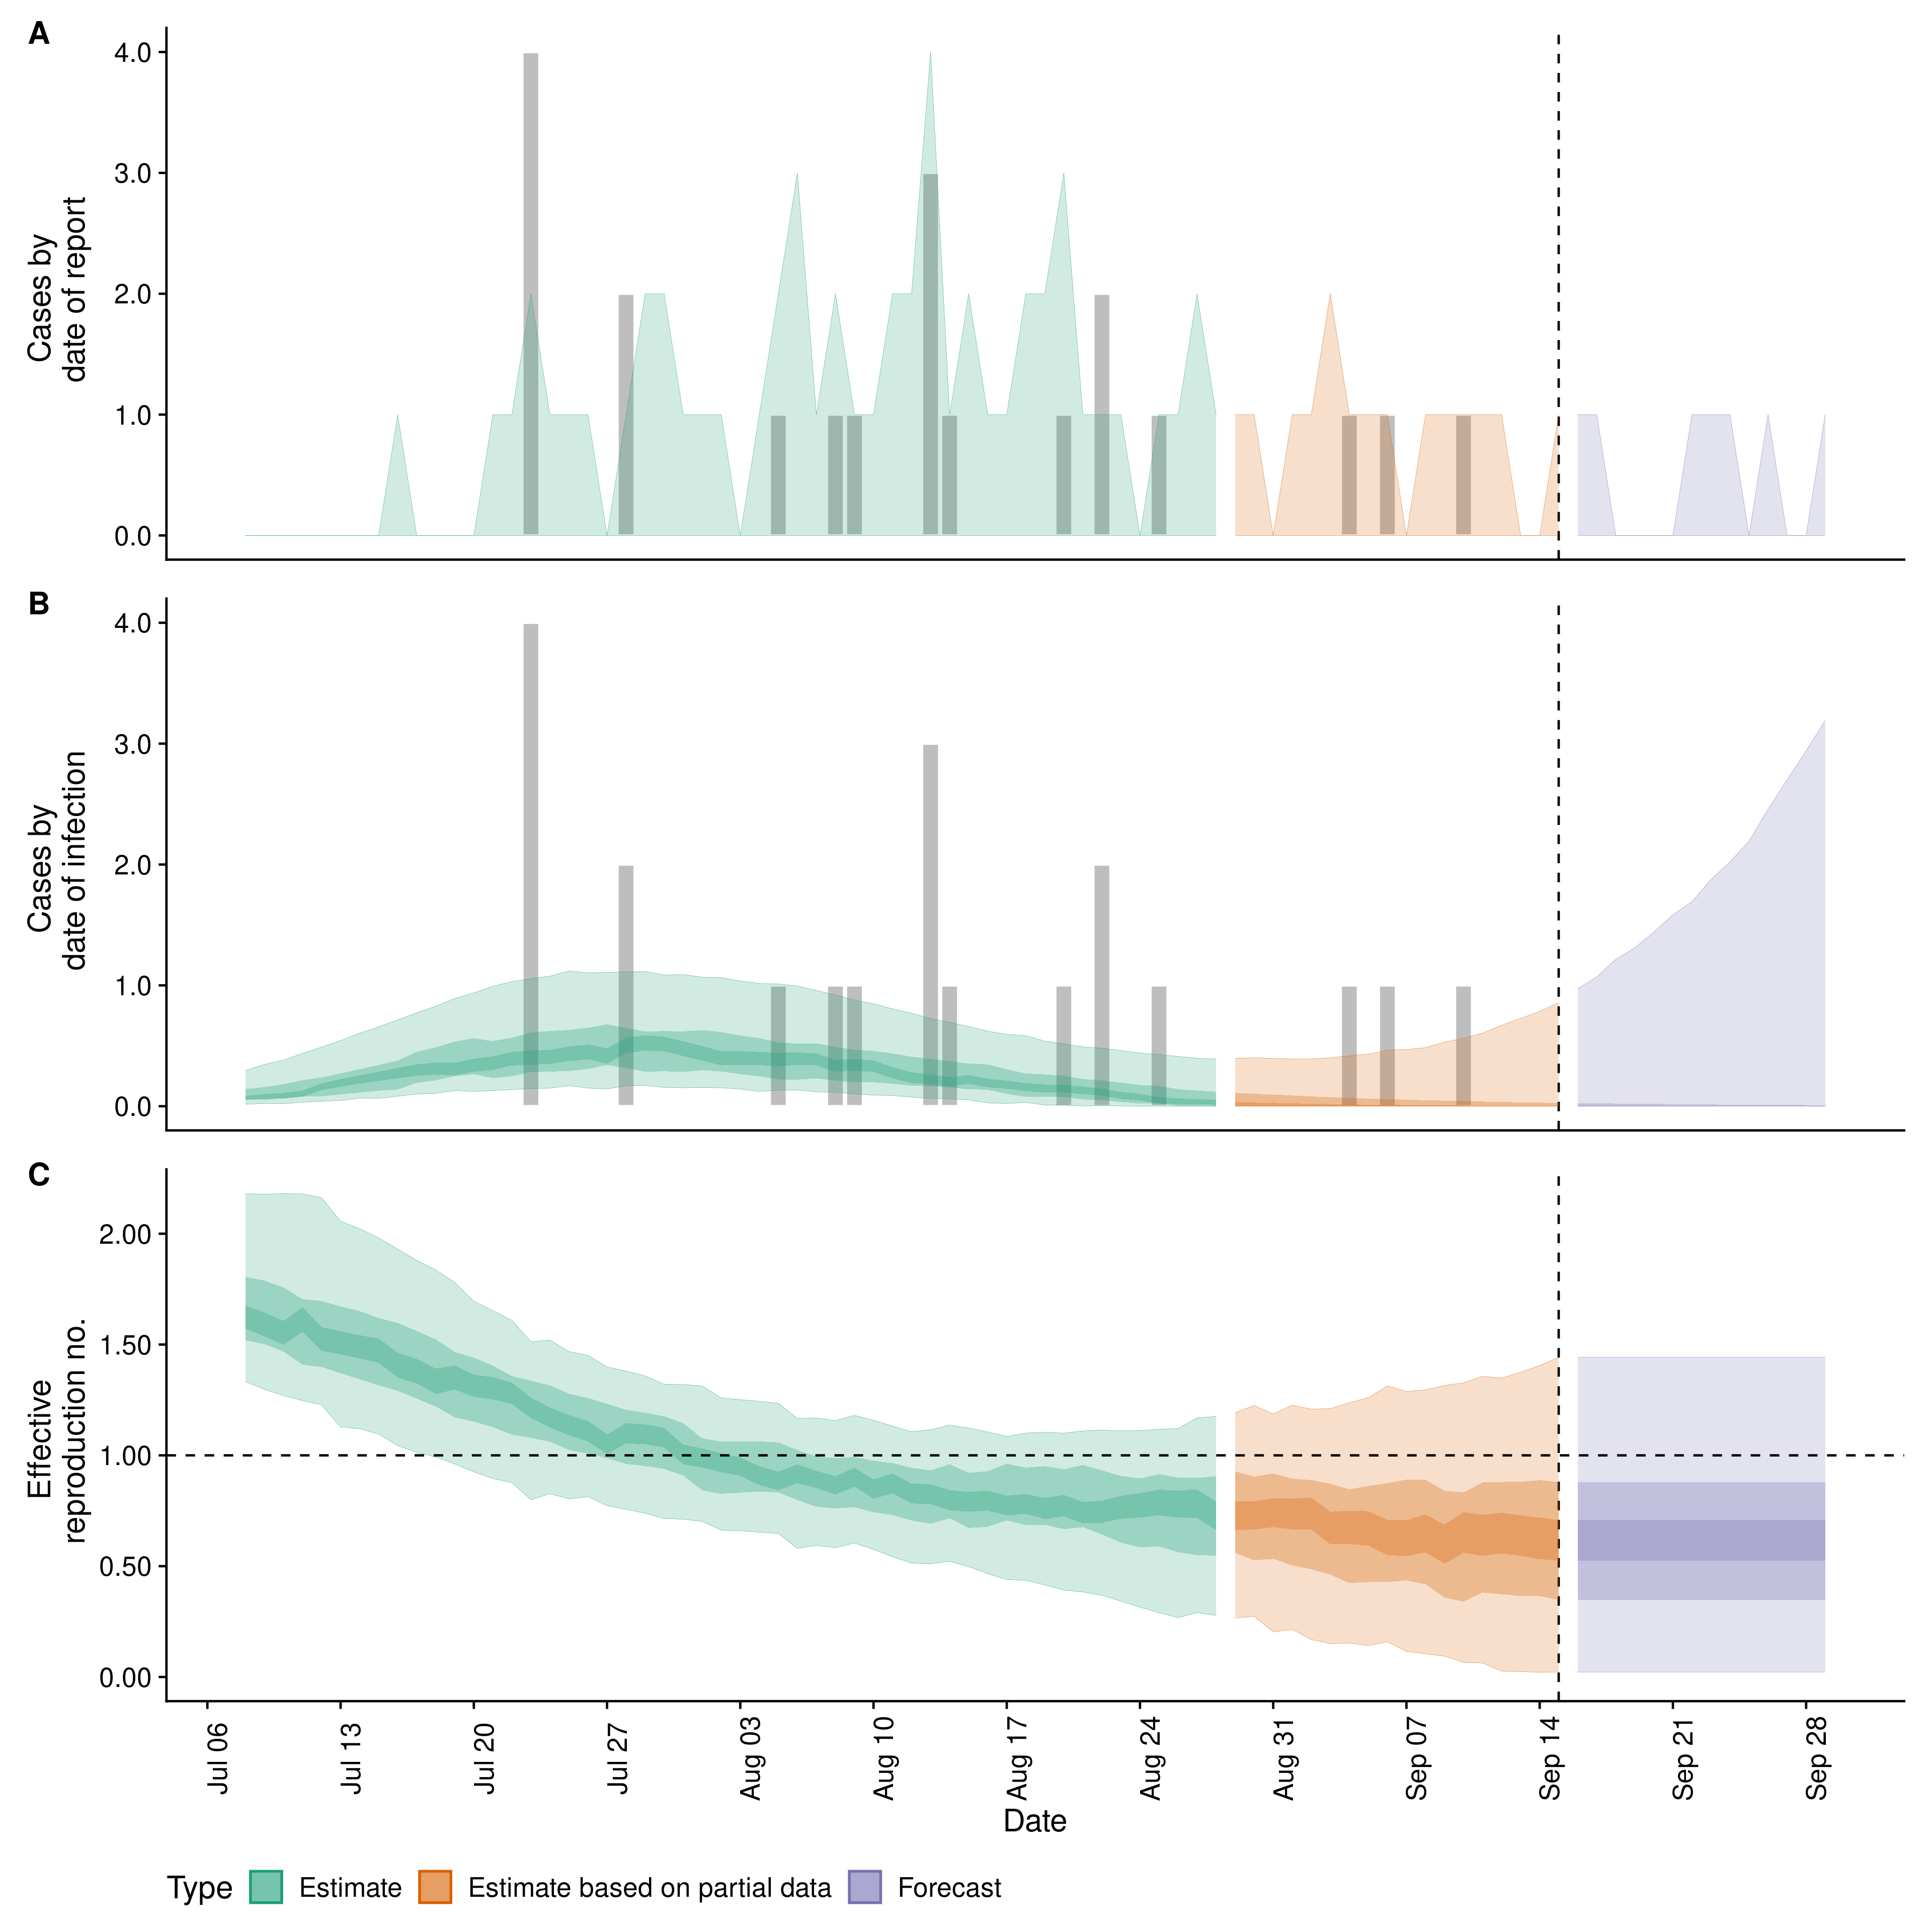 A
Cases by
date of report
4.0
3.0
2.0
1.0
0.0
B
Cases by
date of infection
4.0
3.0
2.0
1.0
0.0
C
Effective
reproduction no.
2.00
1.50
1.00
0.50
0.00
Jul 06
Jul 13
Jul 20
Jul 27
Aug 03
Aug 10
Aug 17
Aug 24
Aug 31
Sep 07
Sep 14
Sep 21
Sep 28
Date
Type Estimate Estimate based on partial data Forecast